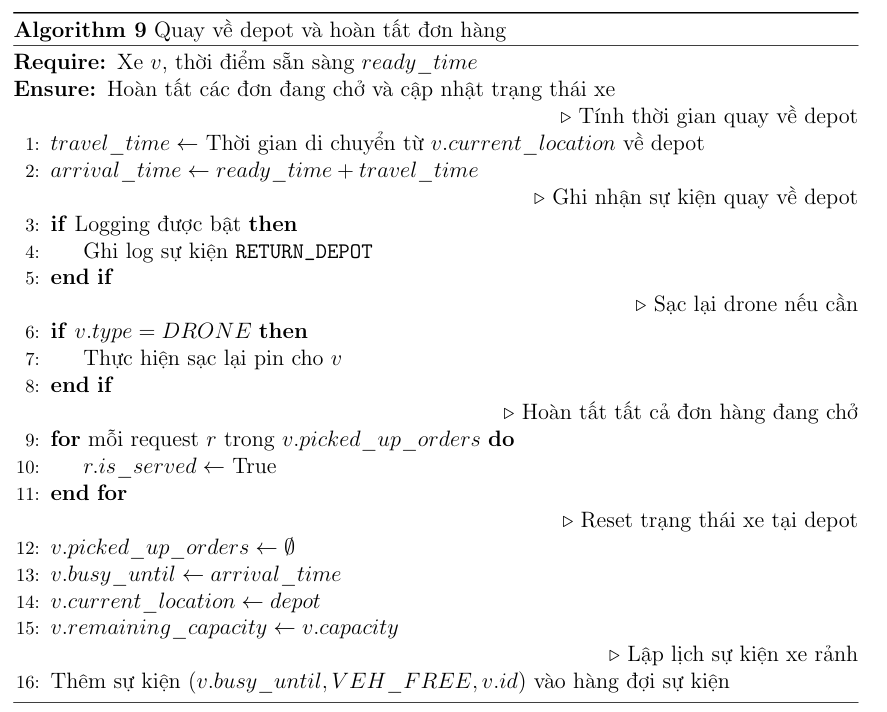 Algorithm 9 Quay về depot và hoàn tất đơn hàng
Require: Xe v, thời điểm sẵn sàng ready_time
Ensure: Hoàn tất các đơn đang chở và cập nhật trạng thái xe
▷ Tính thời gian quay về depot
1: travel_time ← Thời gian di chuyển từ v.current_location về depot
2: arrival_time ← ready_time + travel_time
▷ Ghi nhận sự kiện quay về depot
3: if Logging được bật then
4: Ghi log sự kiện RETURN_DEPOT
5: end if
▷ Sạc lại drone nếu cần
6: if v.type = DRONE then
7: Thực hiện sạc lại pin cho v
8: end if
▷ Hoàn tất tất cả đơn hàng đang chở
9: for mỗi request r trong v.picked_up_orders do
10: r.is_served ← True
11: end for
▷ Reset trạng thái xe tại depot
12: v.picked_up_orders ← ∅
13: v.busy_until ← arrival_time
14: v.current_location ← depot
15: v.remaining_capacity ← v.capacity
▷ Lập lịch sự kiện xe rảnh
16: Thêm sự kiện (v.busy_until, VEH_FREE, v.id) vào hàng đợi sự kiện